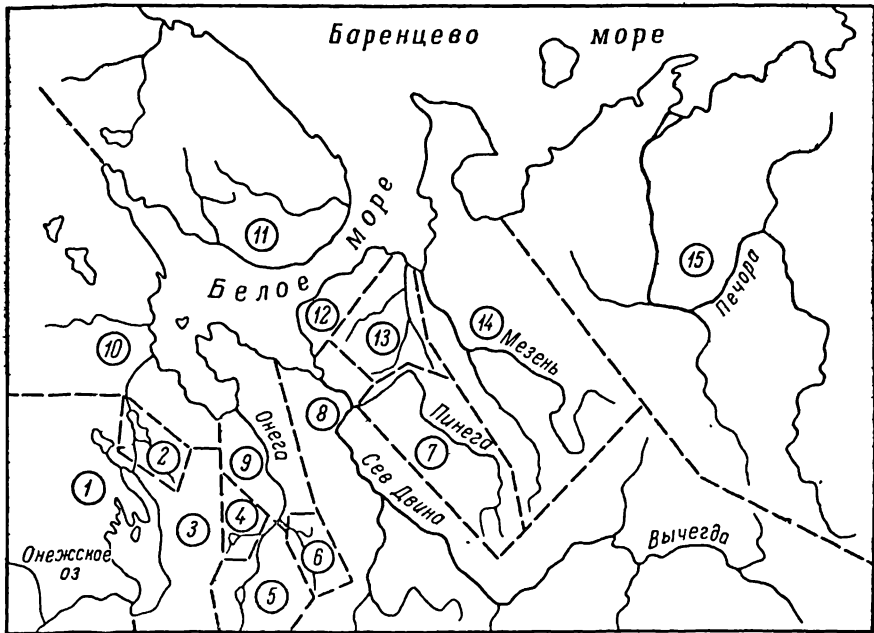 Баренцево море
11
Белое море
15
Печора
12
13
14
Мезень
10
8
Онега
Пинега
7
9
2
1
Сев Двина
3
4
6
Онежское
оз
5
Вычегда